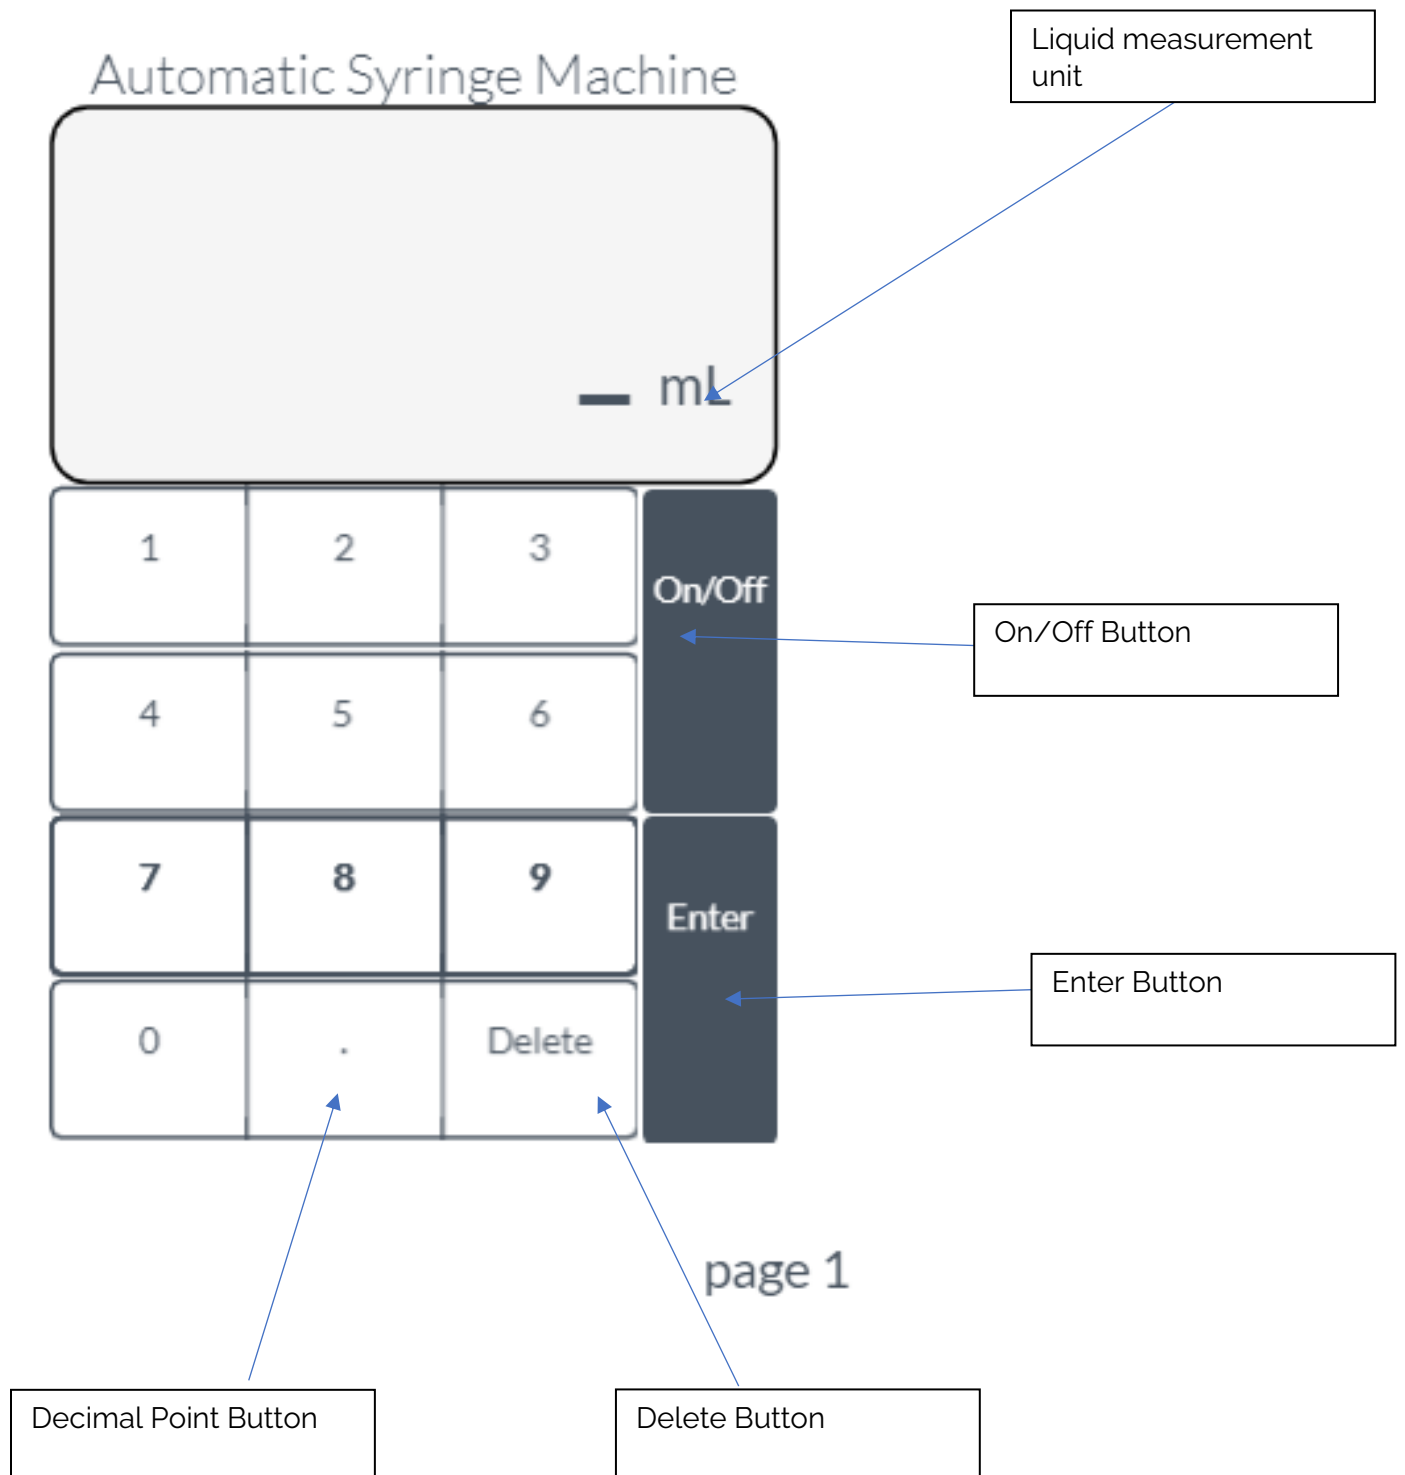 Liquid measurement
unit
Automatic Syringe Machine
_ mL
1 2 3
On/Off
On/Off Button
4 5 6
7 8 9
Enter
Enter Button
0 . Delete
page 1
Decimal Point Button
Delete Button